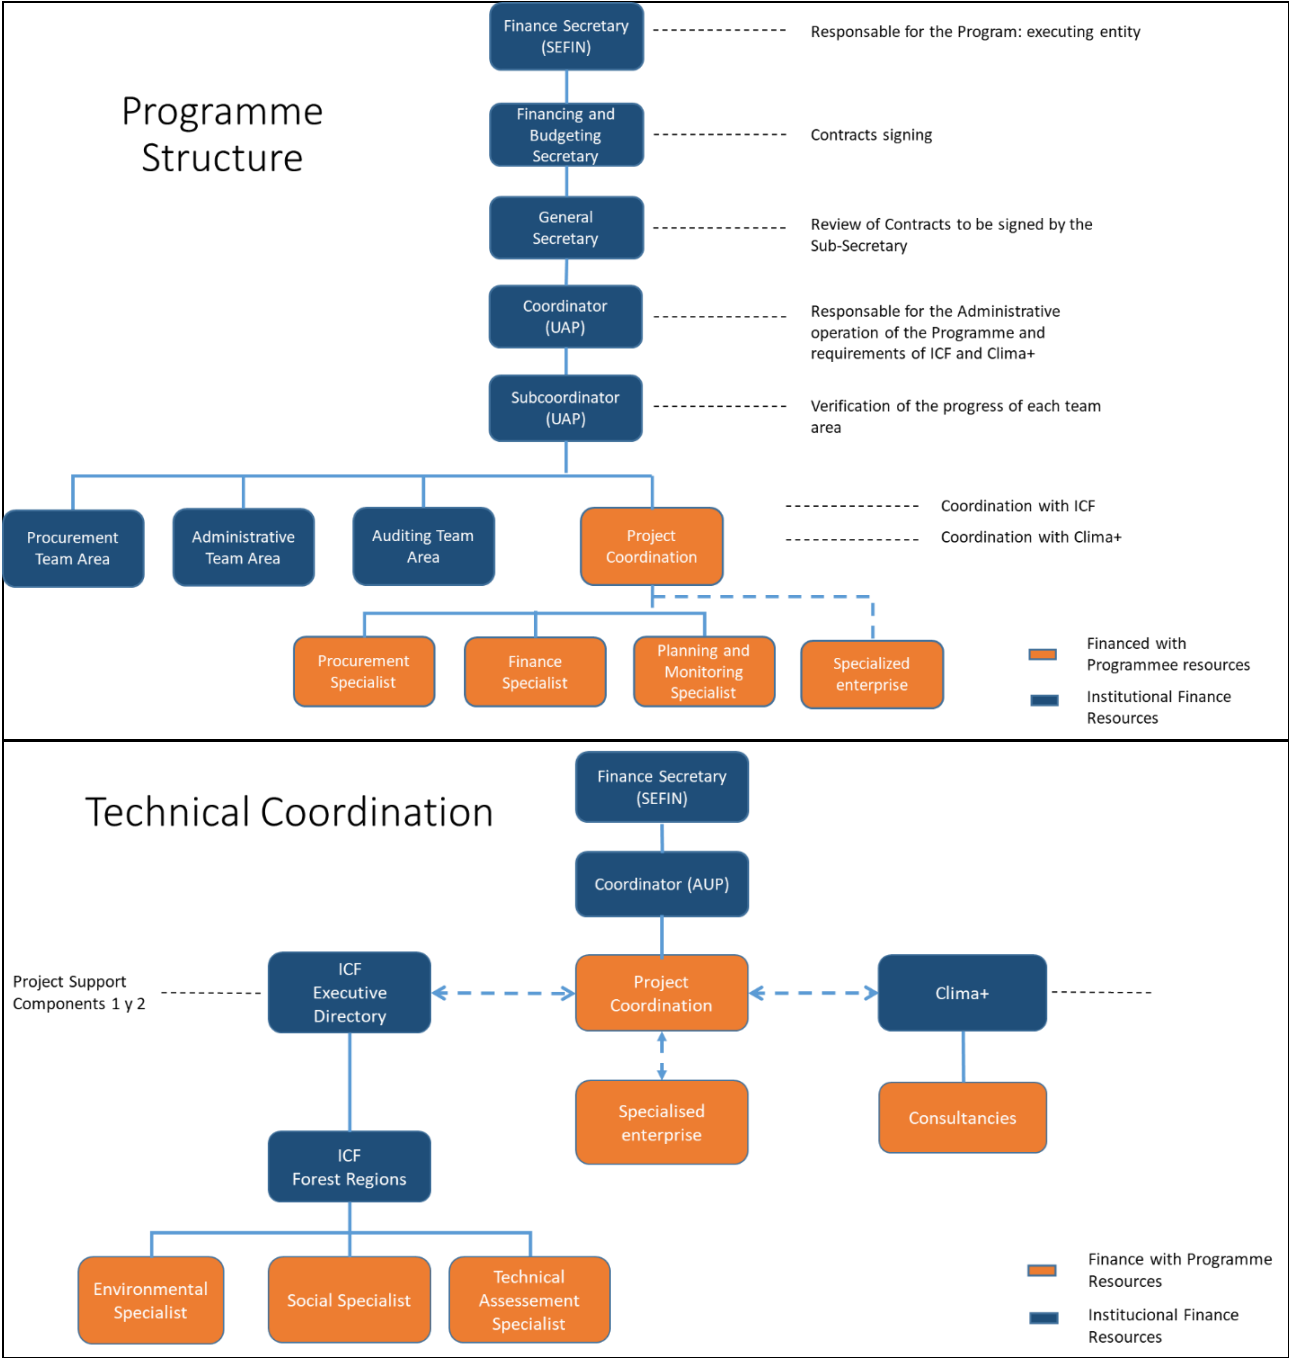 Programme
Structure
Finance Secretary
(SEFIN)
Responsable for the Program: executing entity
Financing and
Budgeting
Secretary
Contracts signing
General
Secretary
Review of Contracts to be signed by the
Sub-Secretary
Coordinator
(UAP)
Responsable for the Administrative
operation of the Programme and
requirements of ICF and Clima+
Subcoordinator
(UAP)
Verification of the progress of each team
area
Procurement
Team Area
Administrative
Team Area
Auditing Team
Area
Project
Coordination
Coordination with ICF
Coordination with Clima+
Procurement
Specialist
Finance
Specialist
Planning and
Monitoring
Specialist
Specialized
enterprise
Financed with
Programmee resources
Institutional Finance
Resources
Technical Coordination
Finance Secretary
(SEFIN)
Coordinator (AUP)
Project Support
Components 1 y 2
ICF
Executive
Directory
Project
Coordination
Clima+
Specialised
enterprise
Consultancies
ICF
Forest Regions
Environmental
Specialist
Social Specialist
Technical
Assessement
Specialist
Finance with Programme
Resources
Institucional Finance
Resources